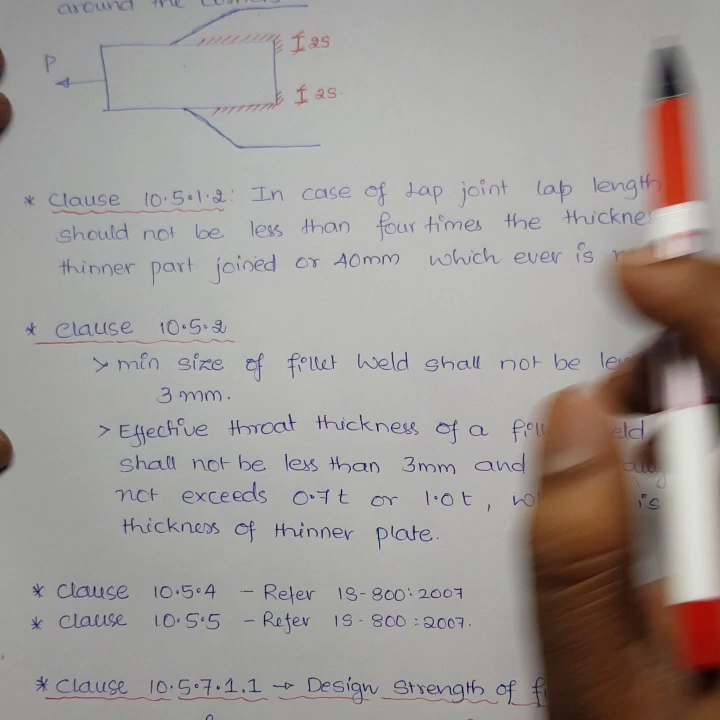 around the corners
P
I 2S
I 2S.
* Clause 10.5.1.2: In case of Lap joint lap length
should not be less than four times the
thinner part joined or 40mm which ever is
* clause 10.5.2
> min size of fillet weld shall not be
3 mm.
> Effective throat thickness of a
shall not be less than 3mm and
not exceeds 0.7t or 1.0t, is
thickness of thinner plate.
* Clause 10.5.4 - Refer IS-800:2007
* Clause 10.5.5 - Refer IS-800:2007.
* Clause 10.5.7.1.1 → Design Strength of